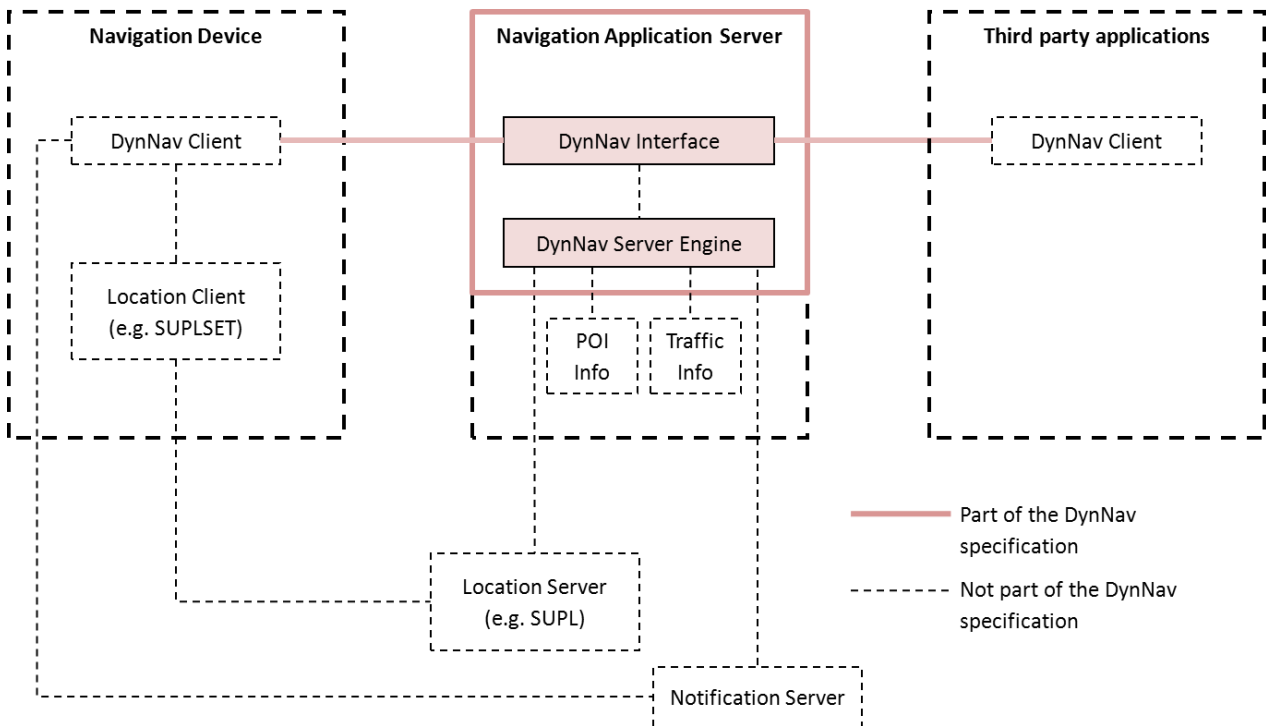 Navigation Device
Navigation Application Server
Third party applications
DynNav Client
DynNav Interface
DynNav Client
DynNav Server Engine
Location Client
(e.g. SUPLSET)
POI
Info
Traffic
Info
Part of the DynNav
specification
Location Server
(e.g. SUPL)
Not part of the DynNav
specification
Notification Server